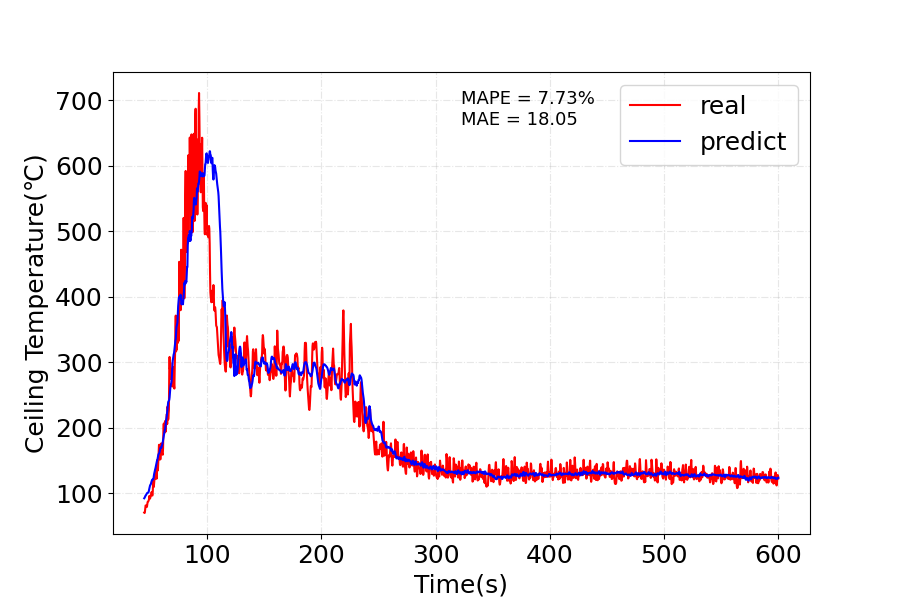 MAPE = 7.73%
MAE = 18.05
real
predict
700
600
500
400
300
200
100
Ceiling Temperature(℃)
100 200 300 400 500 600
Time(s)